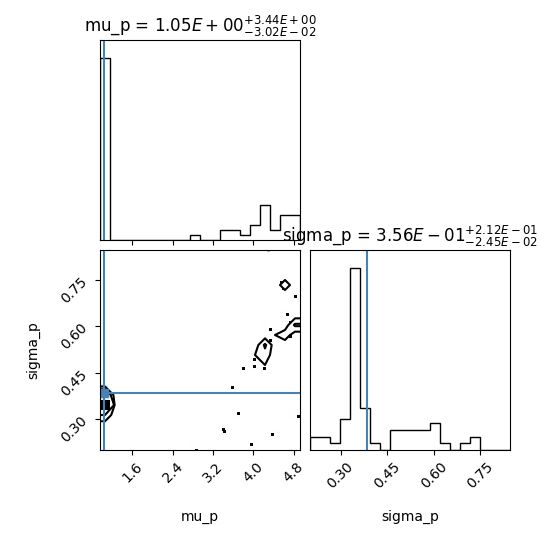 mu_p = 1.05E + 00+3.44E + 00−3.02E − 02
sigma_p = 3.56E − 01+2.12E − 01−2.45E − 02
0.75
0.60
0.45
0.30
sigma_p
1.6 2.4 3.2 4.0 4.8
mu_p
0.30 0.45 0.60 0.75
sigma_p